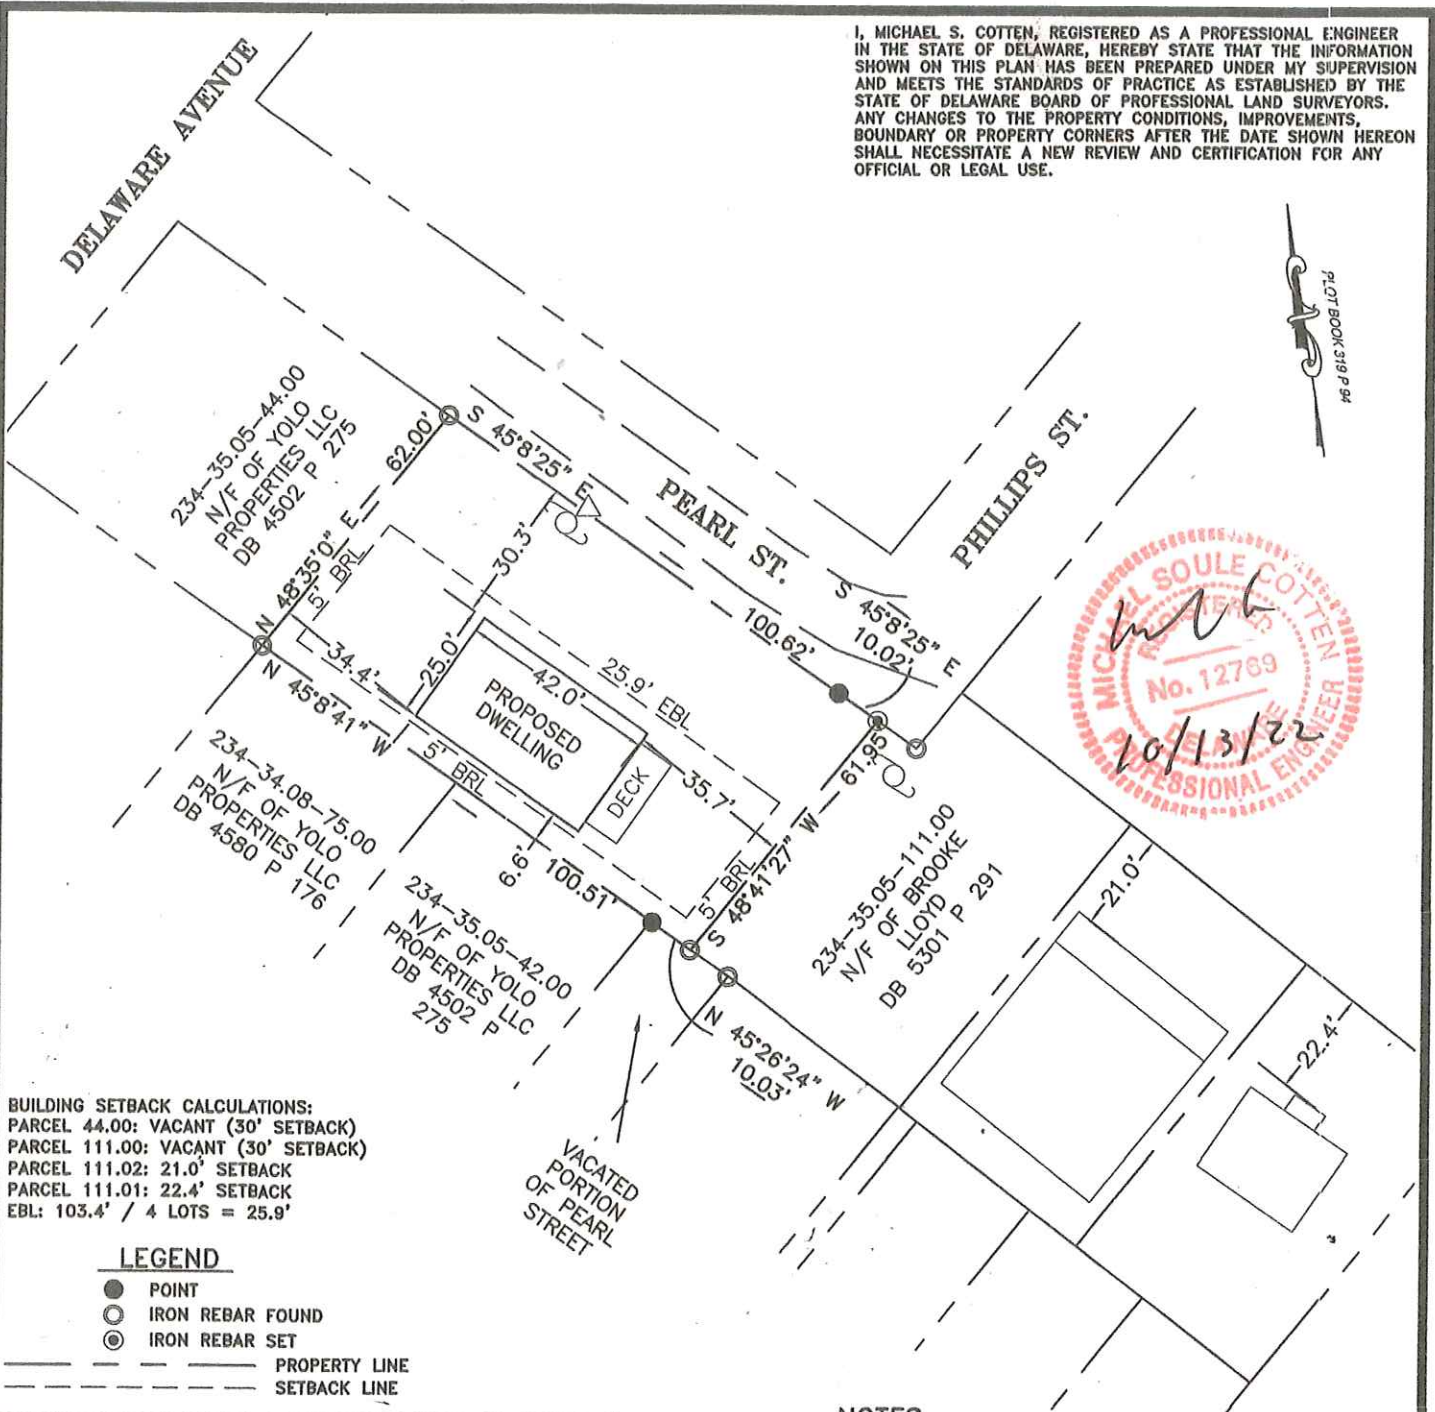 I, MICHAEL S. COTTEN, REGISTERED AS A PROFESSIONAL ENGINEER
IN THE STATE OF DELAWARE, HEREBY STATE THAT THE INFORMATION
SHOWN ON THIS PLAN HAS BEEN PREPARED UNDER MY SUPERVISION
AND MEETS THE STANDARDS OF PRACTICE AS ESTABLISHED BY THE
STATE OF DELAWARE BOARD OF PROFESSIONAL LAND SURVEYORS.
ANY CHANGES TO THE PROPERTY CONDITIONS, IMPROVEMENTS,
BOUNDARY OR PROPERTY CORNERS AFTER THE DATE SHOWN HEREON
SHALL NECESSITATE A NEW REVIEW AND CERTIFICATION FOR ANY
OFFICIAL OR LEGAL USE.
DELAWARE AVENUE
PLOT BOOK 319 P 94
PEARL ST.
PHILLIPS ST.
234-35.05-44.00
N/F OF YOLO
PROPERTIES LLC
DB 4502 P 275
62.00'
N 48°35'0" E
5' BRL
S 45°8'25" E
100.62'
S 45°8'25" E
10.02'
30.3'
25.0'
34.4'
42.0'
PROPOSED
DWELLING
25.9' EBL
DECK
35.7'
5' BRL
N 45°8'41" W
100.51'
6.6'
5' BRL
S 48°41'27" W
61.95
234-34.08-75.00
N/F OF YOLO
PROPERTIES LLC
DB 4580 P 176
234-35.05-42.00
N/F OF YOLO
PROPERTIES LLC
DB 4502 P
275
234-35.05-111.00
N/F OF BROOKE
LLOYD
DB 5301 P 291
N 45°26'24" W
10.03'
21.0'
22.4'
VACATED
PORTION
OF PEARL
STREET
MICHAEL SOULE COTTEN
REGISTERED
No. 12769
DELAWARE
PROFESSIONAL ENGINEER
10/13/22
BUILDING SETBACK CALCULATIONS:
PARCEL 44.00: VACANT (30' SETBACK)
PARCEL 111.00: VACANT (30' SETBACK)
PARCEL 111.02: 21.0' SETBACK
PARCEL 111.01: 22.4' SETBACK
EBL: 103.4' / 4 LOTS = 25.9'
LEGEND
POINT
IRON REBAR FOUND
IRON REBAR SET
PROPERTY LINE
SETBACK LINE
NOTES